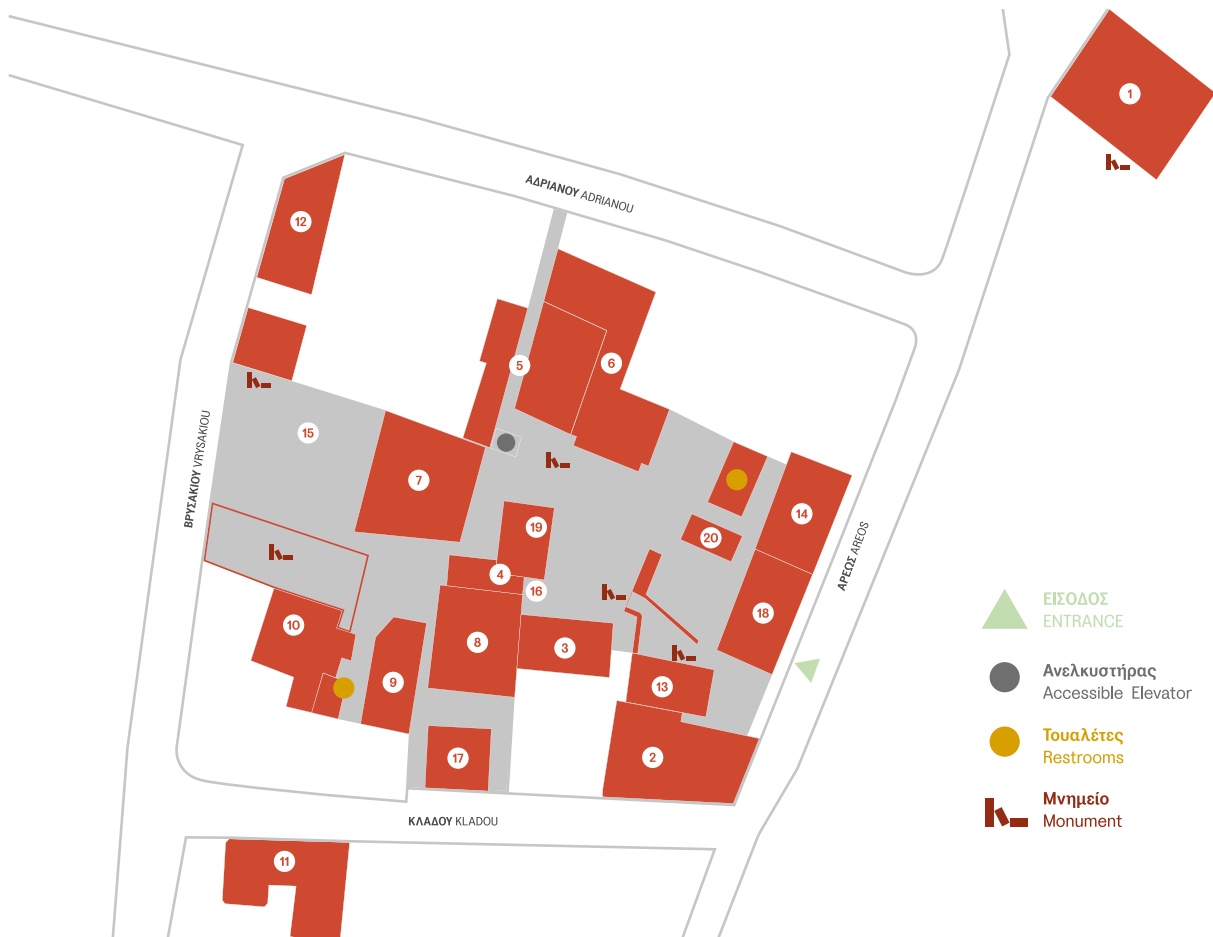 1
12
ΑΔΡΙΑΝΟΥ ADRIANOU
5
6
15
7
ΒΡΥΣΑΚΙΟΥ VRYSAKIOU
19
14
20
4
16
ΑΡΕΩΣ AREOS
10
8
3
18
9
13
17
2
ΚΛΑΔΟΥ KLADOU
11
ΕΙΣΟΔΟΣ
ENTRANCE
Ανελκυστήρας
Accessible Elevator
Τουαλέτες
Restrooms
Μνημείο
Monument